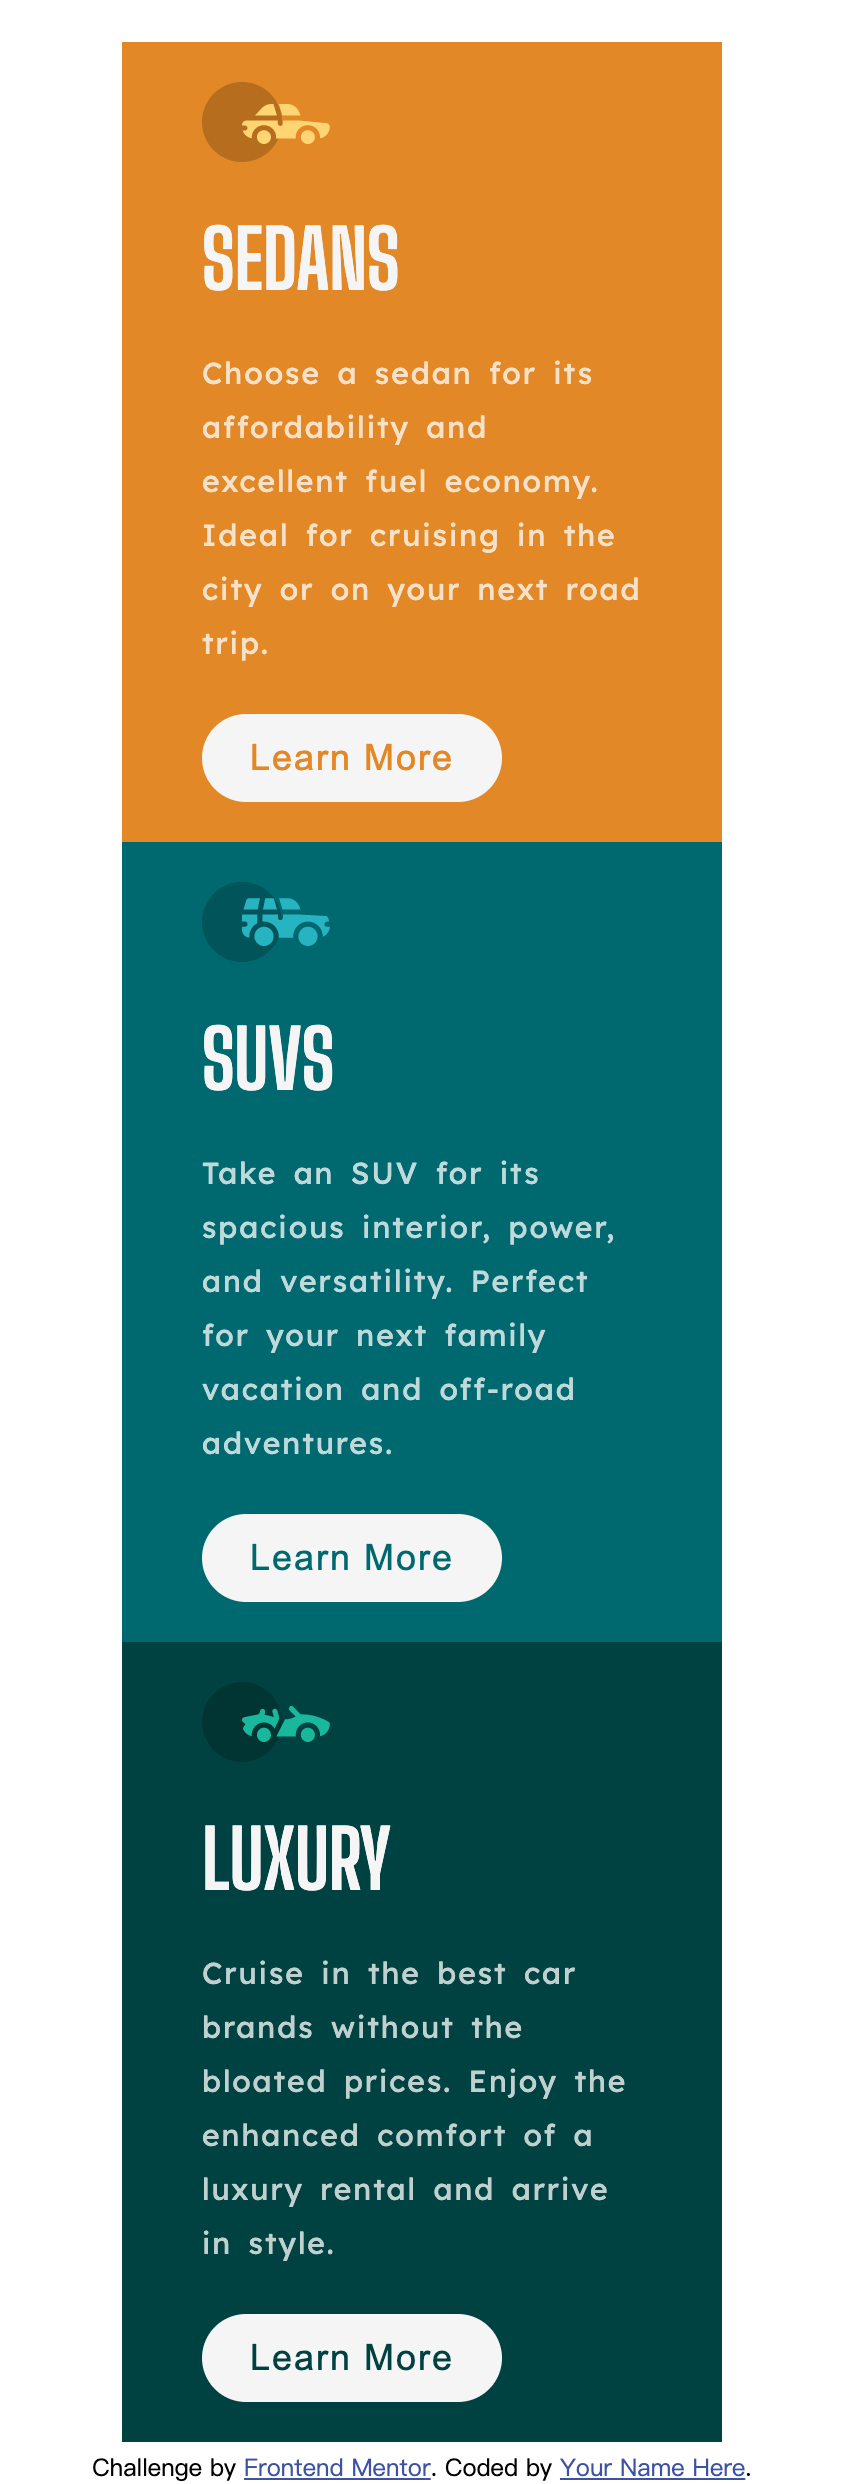 SEDANS
Choose a sedan for its
affordability and
excellent fuel economy.
Ideal for cruising in the
city or on your next road
trip.
Learn More
SUVS
Take an SUV for its
spacious interior, power,
and versatility. Perfect
for your next family
vacation and off-road
adventures.
Learn More
LUXURY
Cruise in the best car
brands without the
bloated prices. Enjoy the
enhanced comfort of a
luxury rental and arrive
in style.
Learn More
Challenge by Frontend Mentor. Coded by Your Name Here.